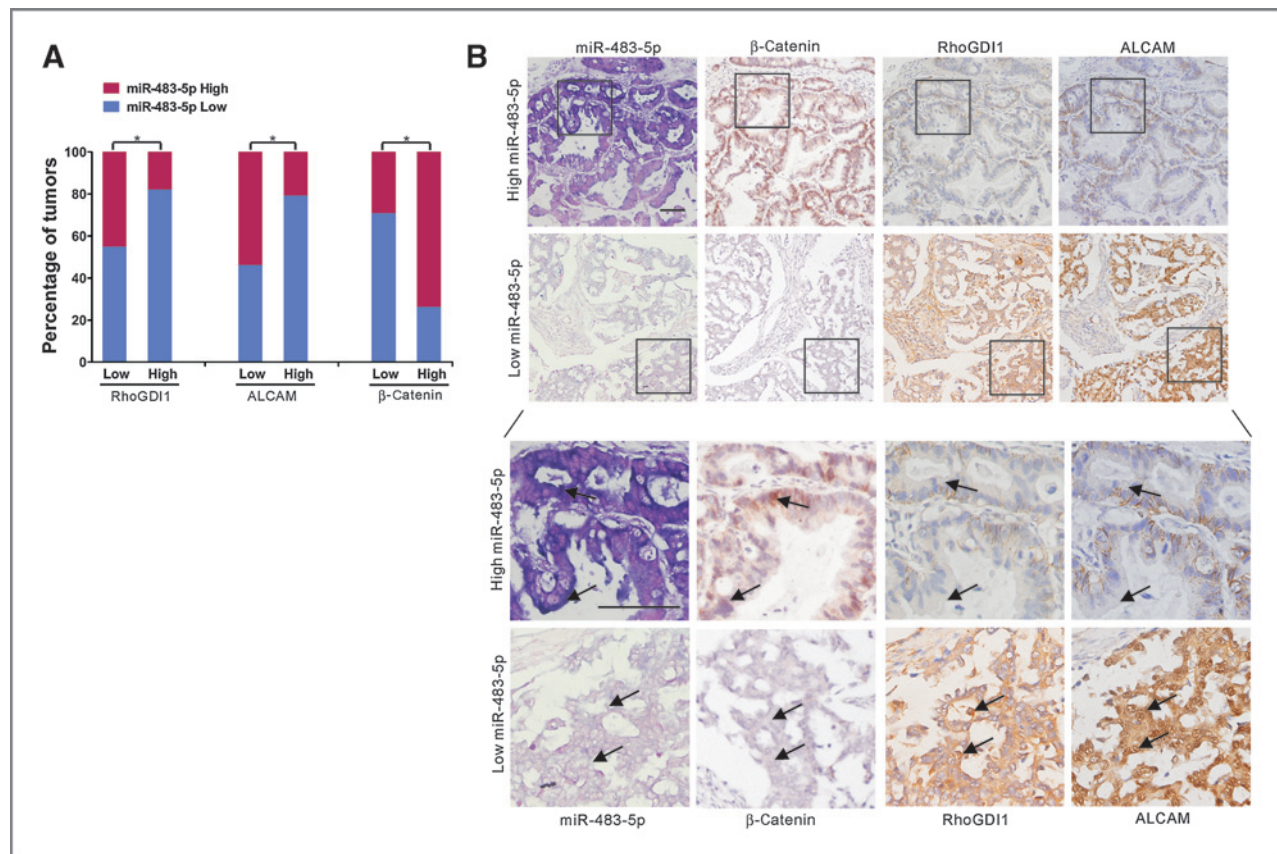 A
miR-483-5p High
miR-483-5p Low
Percentage of tumors
100
80
60
40
20
0
*
*
*
Low High
Low High
Low High
RhoGDI1
ALCAM
β-Catenin
B
miR-483-5p
β-Catenin
RhoGDI1
ALCAM
High miR-483-5p
Low miR-483-5p
High miR-483-5p
Low miR-483-5p
miR-483-5p
β-Catenin
RhoGDI1
ALCAM